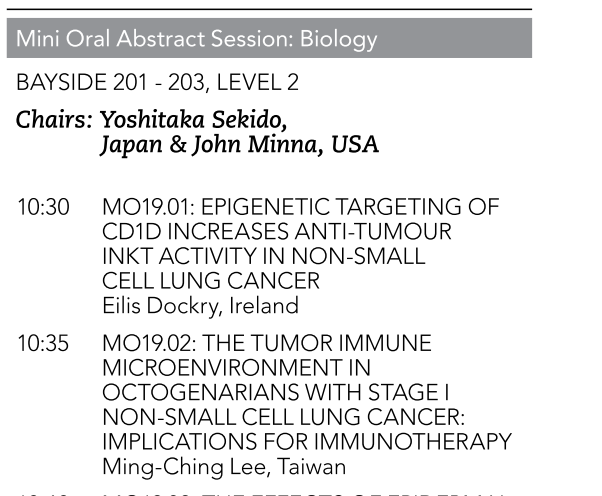 Mini Oral Abstract Session: Biology
BAYSIDE 201 - 203, LEVEL 2
Chairs: Yoshitaka Sekido,
Japan & John Minna, USA
10:30 MO19.01: EPIGENETIC TARGETING OF
CD1D INCREASES ANTI-TUMOUR
INKT ACTIVITY IN NON-SMALL
CELL LUNG CANCER
Eilis Dockry, Ireland
10:35 MO19.02: THE TUMOR IMMUNE
MICROENVIRONMENT IN
OCTOGENARIANS WITH STAGE I
NON-SMALL CELL LUNG CANCER:
IMPLICATIONS FOR IMMUNOTHERAPY
Ming-Ching Lee, Taiwan